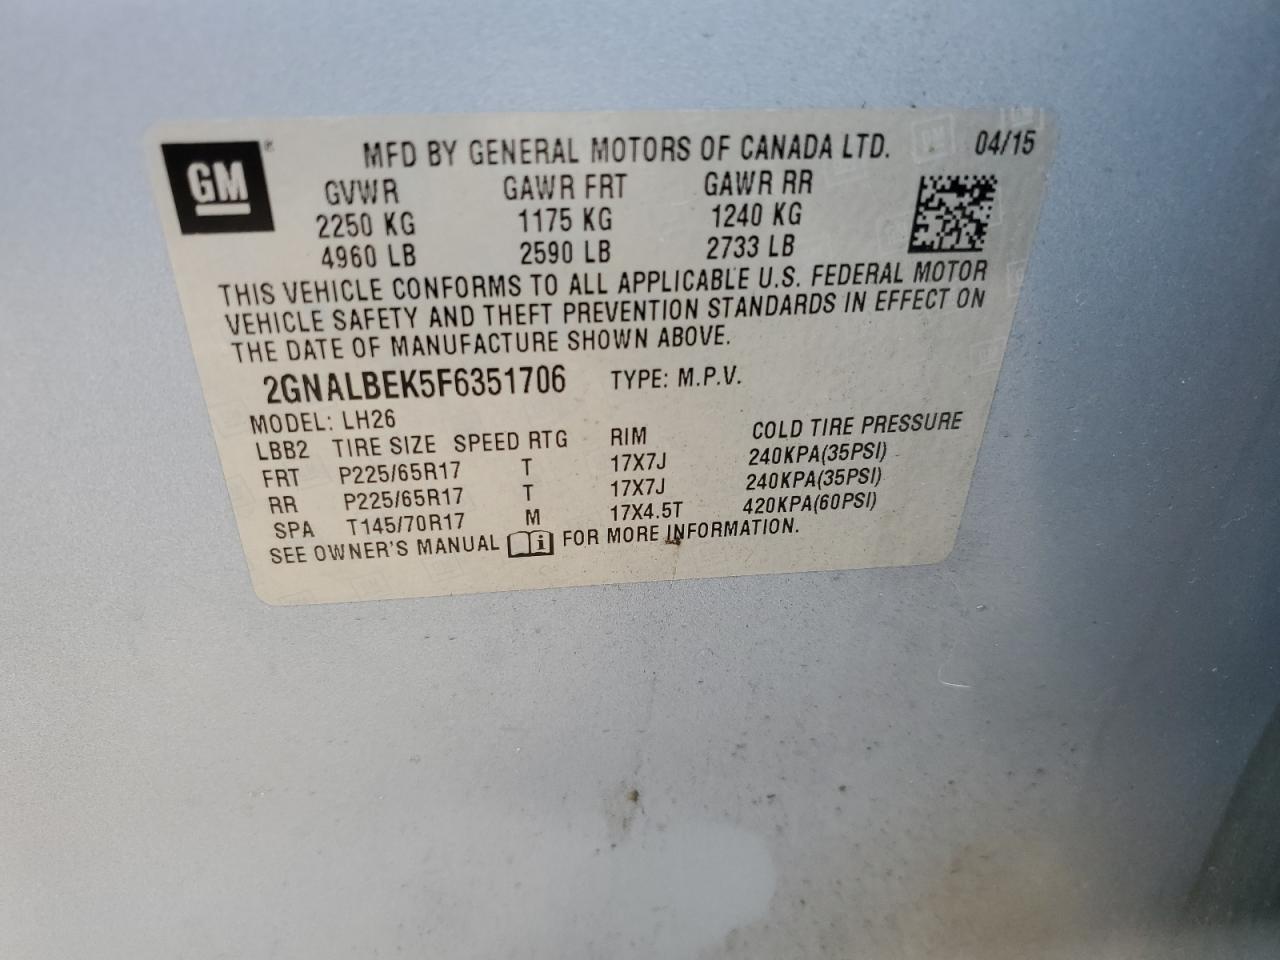 GM
MFD BY GENERAL MOTORS OF CANADA LTD. 04/15
GVWR GAWR FRT GAWR RR
2250 KG 1175 KG 1240 KG
4960 LB 2590 LB 2733 LB
THIS VEHICLE CONFORMS TO ALL APPLICABLE U.S. FEDERAL MOTOR
VEHICLE SAFETY AND THEFT PREVENTION STANDARDS IN EFFECT ON
THE DATE OF MANUFACTURE SHOWN ABOVE.
2GNALBEK5F6351706 TYPE: M.P.V.
MODEL: LH26
LBB2 TIRE SIZE SPEED RTG RIM COLD TIRE PRESSURE
FRT P225/65R17 T 17X7J 240KPA(35PSI)
RR P225/65R17 T 17X7J 240KPA(35PSI)
SPA T145/70R17 M 17X4.5T 420KPA(60PSI)
SEE OWNER'S MANUAL i FOR MORE INFORMATION.